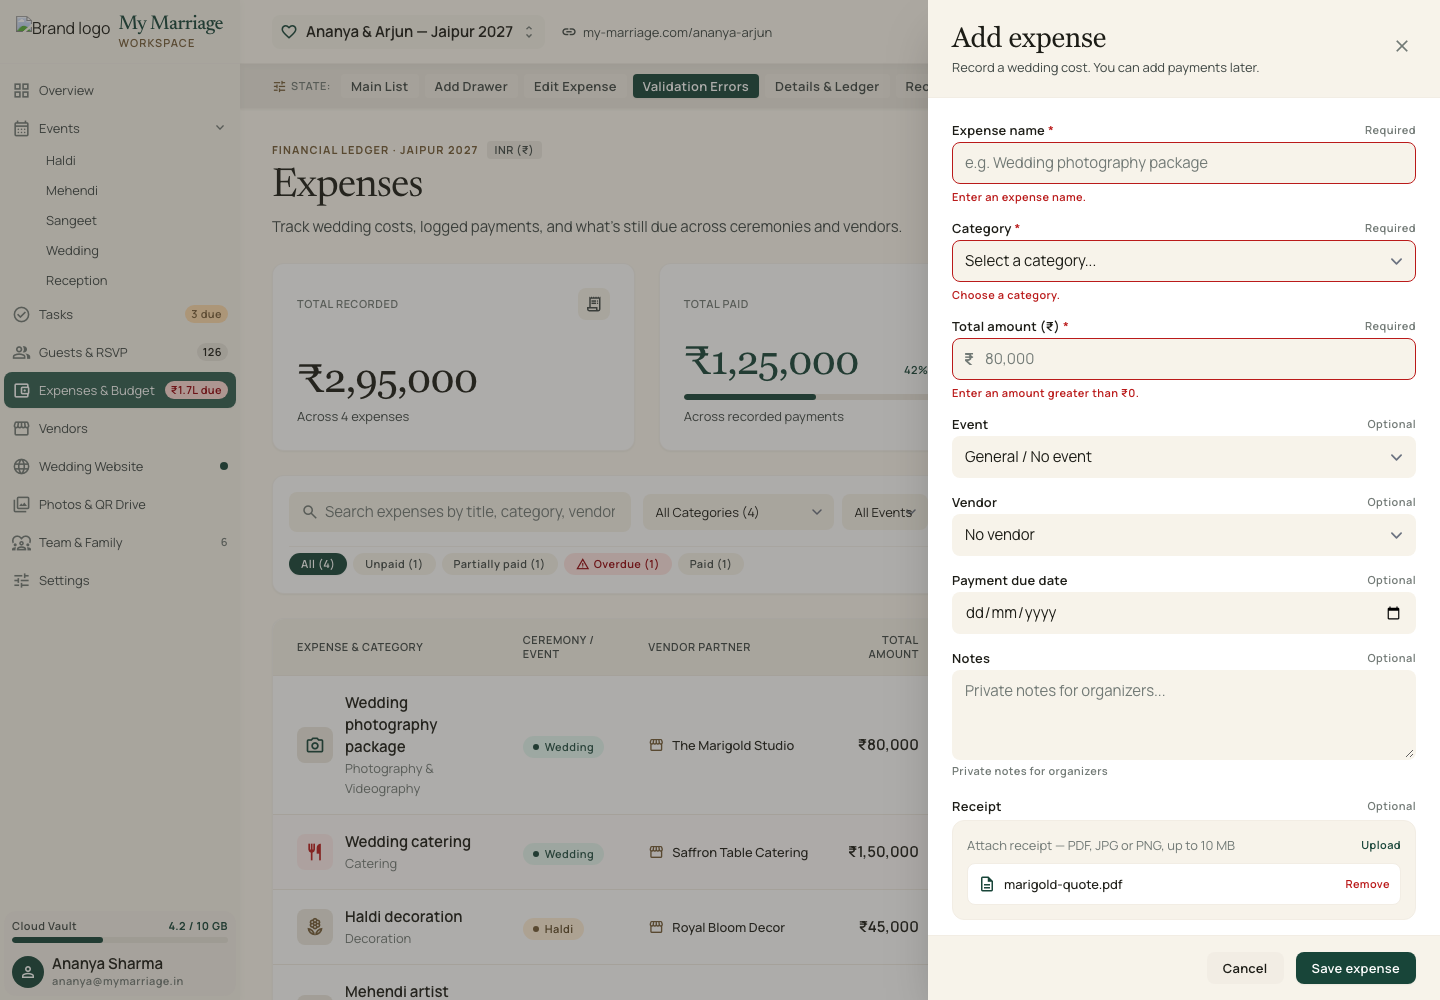 Brand logo
My Marriage
WORKSPACE
Overview
Events
Haldi
Mehendi
Sangeet
Wedding
Reception
Tasks 3 due
Guests & RSVP 126
Expenses & Budget ₹1.7L due
Vendors
Wedding Website
Photos & QR Drive
Team & Family 6
Settings
Cloud Vault 4.2 / 10 GB
Ananya Sharma
ananya@mymarriage.in
Ananya & Arjun — Jaipur 2027
my-marriage.com/ananya-arjun
STATE: Main List Add Drawer Edit Expense Validation Errors Details & Ledger
FINANCIAL LEDGER · JAIPUR 2027 INR (₹)
Expenses
Track wedding costs, logged payments, and what's still due across ceremonies and vendors.
TOTAL RECORDED
₹2,95,000
Across 4 expenses
TOTAL PAID
₹1,25,000 42%
Across recorded payments
Search expenses by title, category, vendor
All Categories (4)
All Events
All (4) Unpaid (1) Partially paid (1) Overdue (1) Paid (1)
EXPENSE & CATEGORY
CEREMONY /
EVENT
VENDOR PARTNER
TOTAL
AMOUNT
Wedding
photography
package
Photography &
Videography
Wedding
The Marigold Studio
₹80,000
Wedding catering
Catering
Wedding
Saffron Table Catering
₹1,50,000
Haldi decoration
Decoration
Haldi
Royal Bloom Decor
₹45,000
Mehendi artist
Add expense
Record a wedding cost. You can add payments later.
Expense name * Required
e.g. Wedding photography package
Enter an expense name.
Category * Required
Select a category...
Choose a category.
Total amount (₹) * Required
₹ 80,000
Enter an amount greater than ₹0.
Event Optional
General / No event
Vendor Optional
No vendor
Payment due date Optional
dd/mm/yyyy
Notes Optional
Private notes for organizers...
Private notes for organizers
Receipt Optional
Attach receipt — PDF, JPG or PNG, up to 10 MB Upload
marigold-quote.pdf Remove
Cancel Save expense